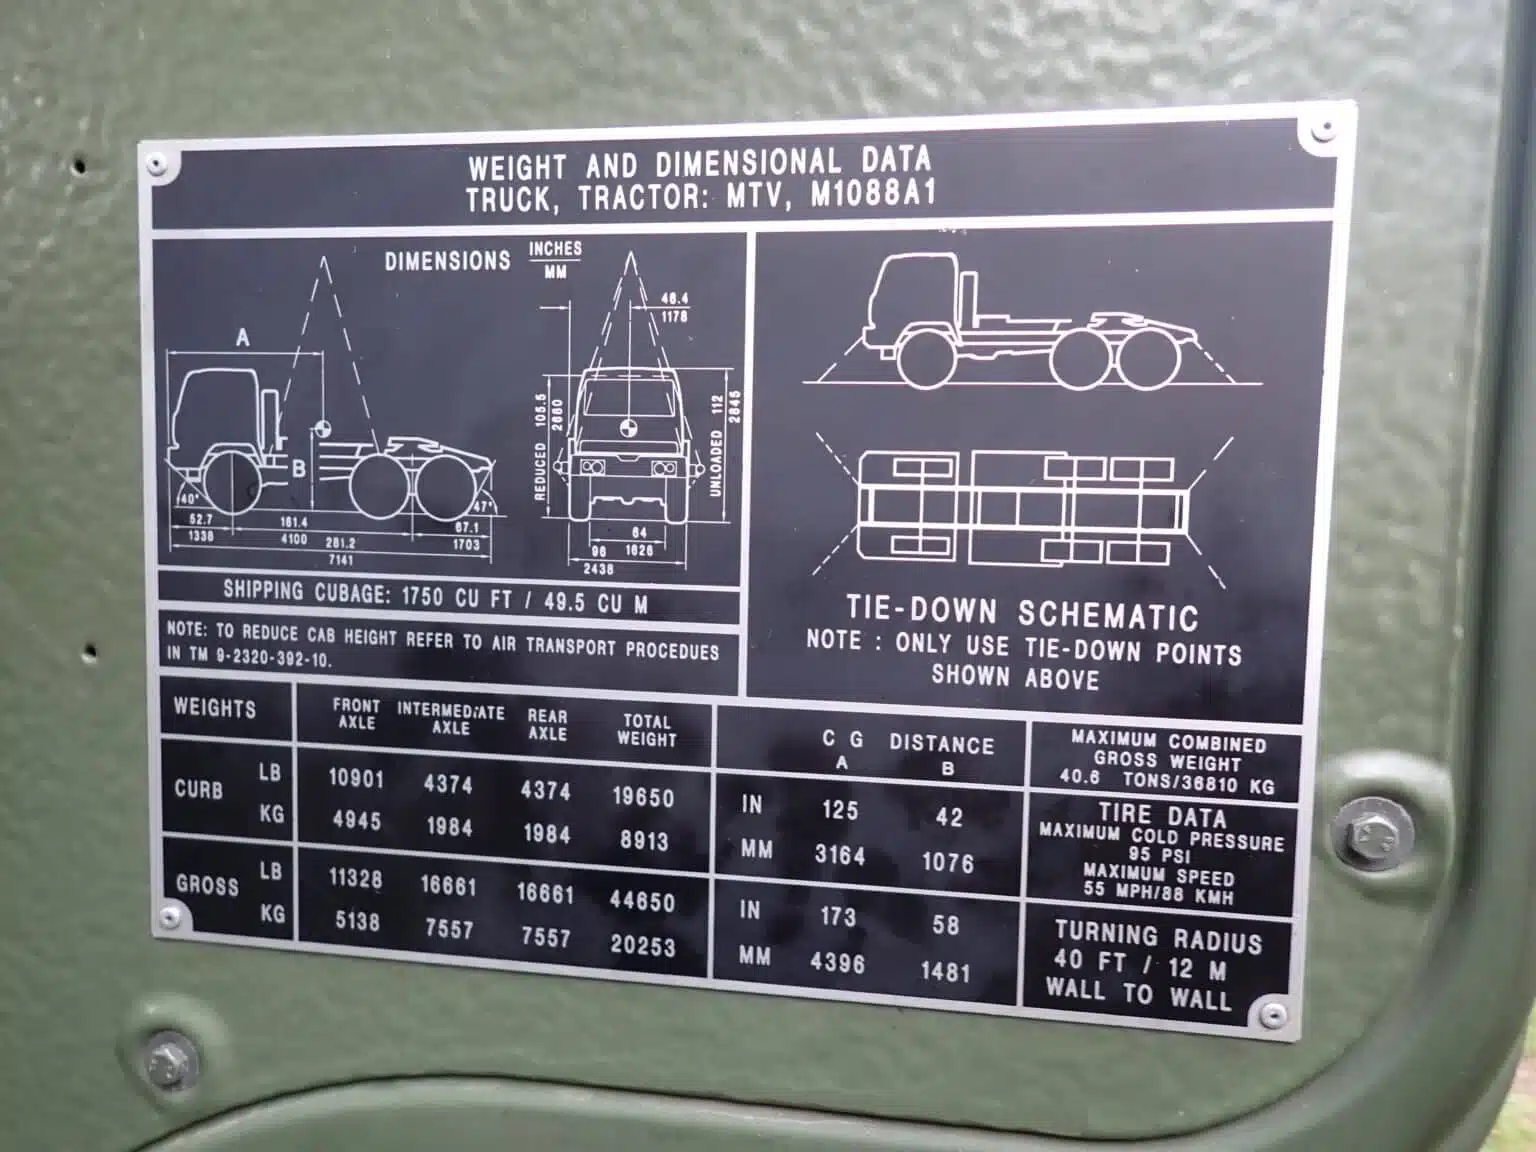 WEIGHT AND DIMENSIONAL DATA
TRUCK, TRACTOR: MTV, M1088A1
DIMENSIONS INCHES
MM
A
B
40°
47°
52.7
1338
161.4
4100
67.1
1703
281.2
7141
46.4
1178
REDUCED 105.5
2680
UNLOADED 112
2845
64
1626
96
2438
SHIPPING CUBAGE: 1750 CU FT / 49.5 CU M
NOTE: TO REDUCE CAB HEIGHT REFER TO AIR TRANSPORT PROCEDUES
IN TM 9-2320-392-10.
TIE-DOWN SCHEMATIC
NOTE : ONLY USE TIE-DOWN POINTS
SHOWN ABOVE
WEIGHTS FRONT AXLE INTERMEDIATE AXLE REAR AXLE TOTAL WEIGHT
CURB LB 10901 4374 4374 19650
KG 4945 1984 1984 8913
GROSS LB 11328 16661 16661 44650
KG 5138 7557 7557 20253
C G DISTANCE
A B
IN 125 42
MM 3164 1076
IN 173 58
MM 4396 1481
MAXIMUM COMBINED
GROSS WEIGHT
40.6 TONS/36810 KG
TIRE DATA
MAXIMUM COLD PRESSURE
95 PSI
MAXIMUM SPEED
55 MPH/88 KMH
TURNING RADIUS
40 FT / 12 M
WALL TO WALL